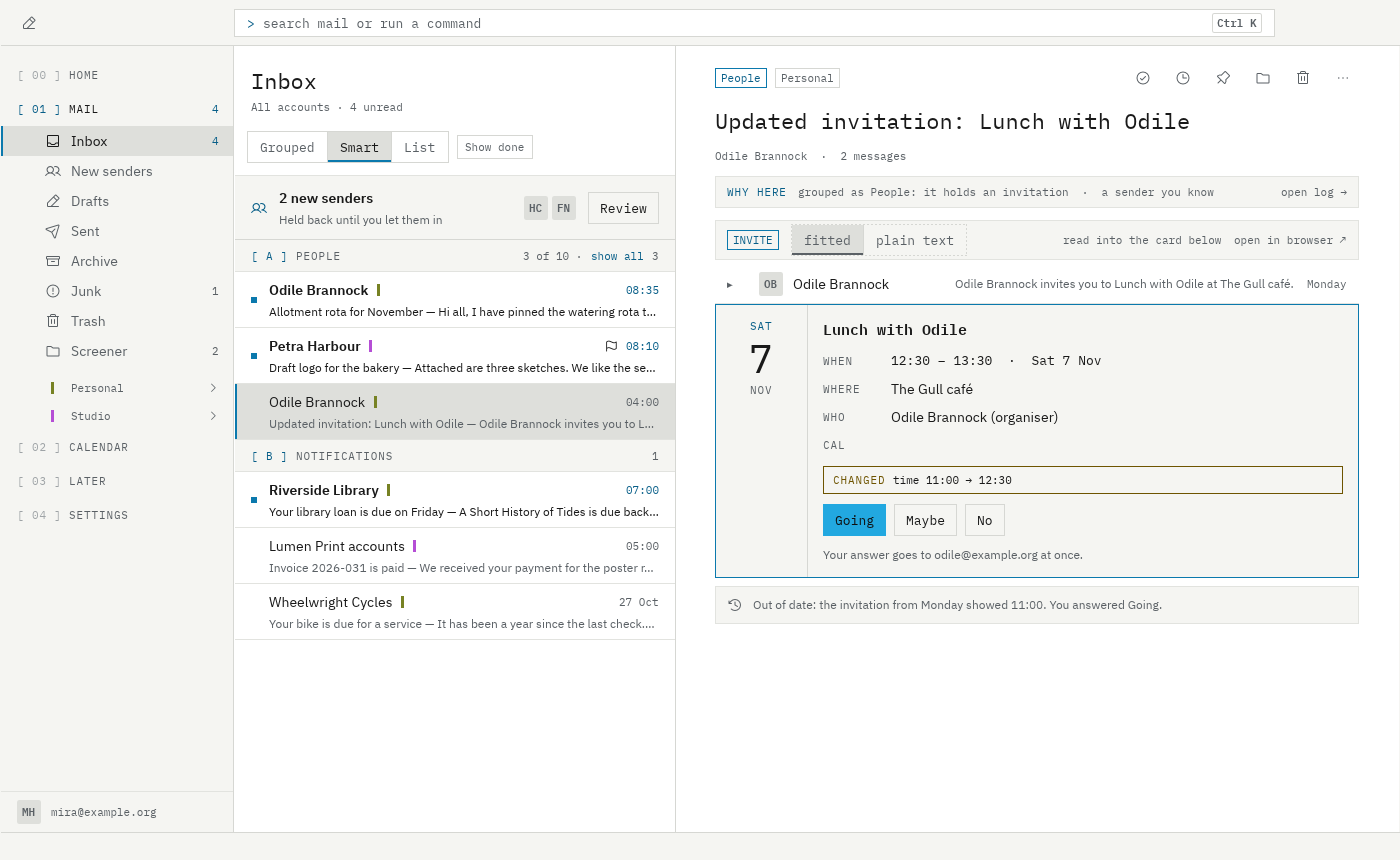 > search mail or run a command Ctrl K
[ 00 ] HOME
[ 01 ] MAIL 4
Inbox 4
New senders
Drafts
Sent
Archive
Junk 1
Trash
Screener 2
Personal
Studio
[ 02 ] CALENDAR
[ 03 ] LATER
[ 04 ] SETTINGS
MH mira@example.org
Inbox
All accounts · 4 unread
Grouped Smart List Show done
2 new senders
Held back until you let them in
HC FN Review
[ A ] PEOPLE 3 of 10 · show all 3
Odile Brannock 08:35
Allotment rota for November — Hi all, I have pinned the watering rota t…
Petra Harbour 08:10
Draft logo for the bakery — Attached are three sketches. We like the se…
Odile Brannock 04:00
Updated invitation: Lunch with Odile — Odile Brannock invites you to L…
[ B ] NOTIFICATIONS 1
Riverside Library 07:00
Your library loan is due on Friday — A Short History of Tides is due back…
Lumen Print accounts 05:00
Invoice 2026-031 is paid — We received your payment for the poster r…
Wheelwright Cycles 27 Oct
Your bike is due for a service — It has been a year since the last check.…
People Personal
Updated invitation: Lunch with Odile
Odile Brannock · 2 messages
WHY HERE grouped as People: it holds an invitation · a sender you know open log →
INVITE fitted plain text read into the card below open in browser ↗
▸ OB Odile Brannock Odile Brannock invites you to Lunch with Odile at The Gull café. Monday
SAT
7
NOV
Lunch with Odile
WHEN 12:30 – 13:30 · Sat 7 Nov
WHERE The Gull café
WHO Odile Brannock (organiser)
CAL
CHANGED time 11:00 → 12:30
Going Maybe No
Your answer goes to odile@example.org at once.
Out of date: the invitation from Monday showed 11:00. You answered Going.